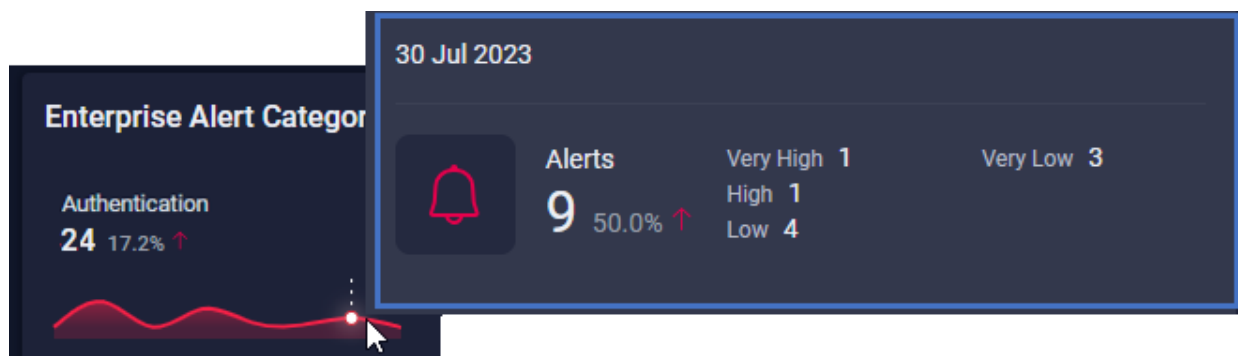 30 Jul 2023
Enterprise Alert Categor
Alerts
9 50.0% ↑
Very High 1
High 1
Low 4
Very Low 3
Authentication
24 17.2% ↑